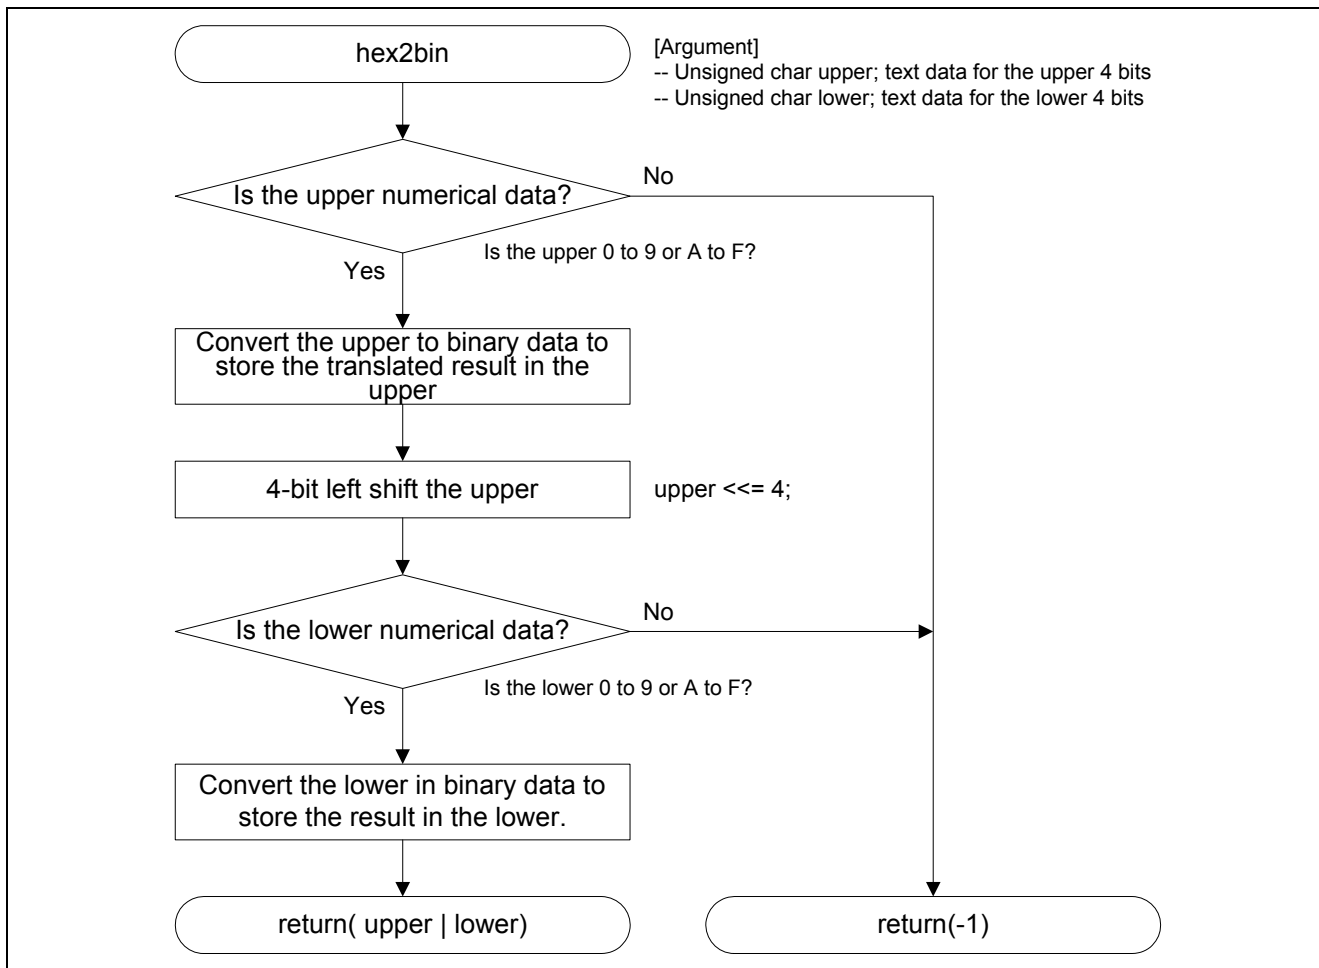 hex2bin
[Argument]
-- Unsigned char upper; text data for the upper 4 bits
-- Unsigned char lower; text data for the lower 4 bits
Is the upper numerical data?
No
Is the upper 0 to 9 or A to F?
Yes
Convert the upper to binary data to
store the translated result in the
upper
4-bit left shift the upper
upper <<= 4;
Is the lower numerical data?
No
Is the lower 0 to 9 or A to F?
Yes
Convert the lower in binary data to
store the result in the lower.
return( upper | lower)
return(-1)